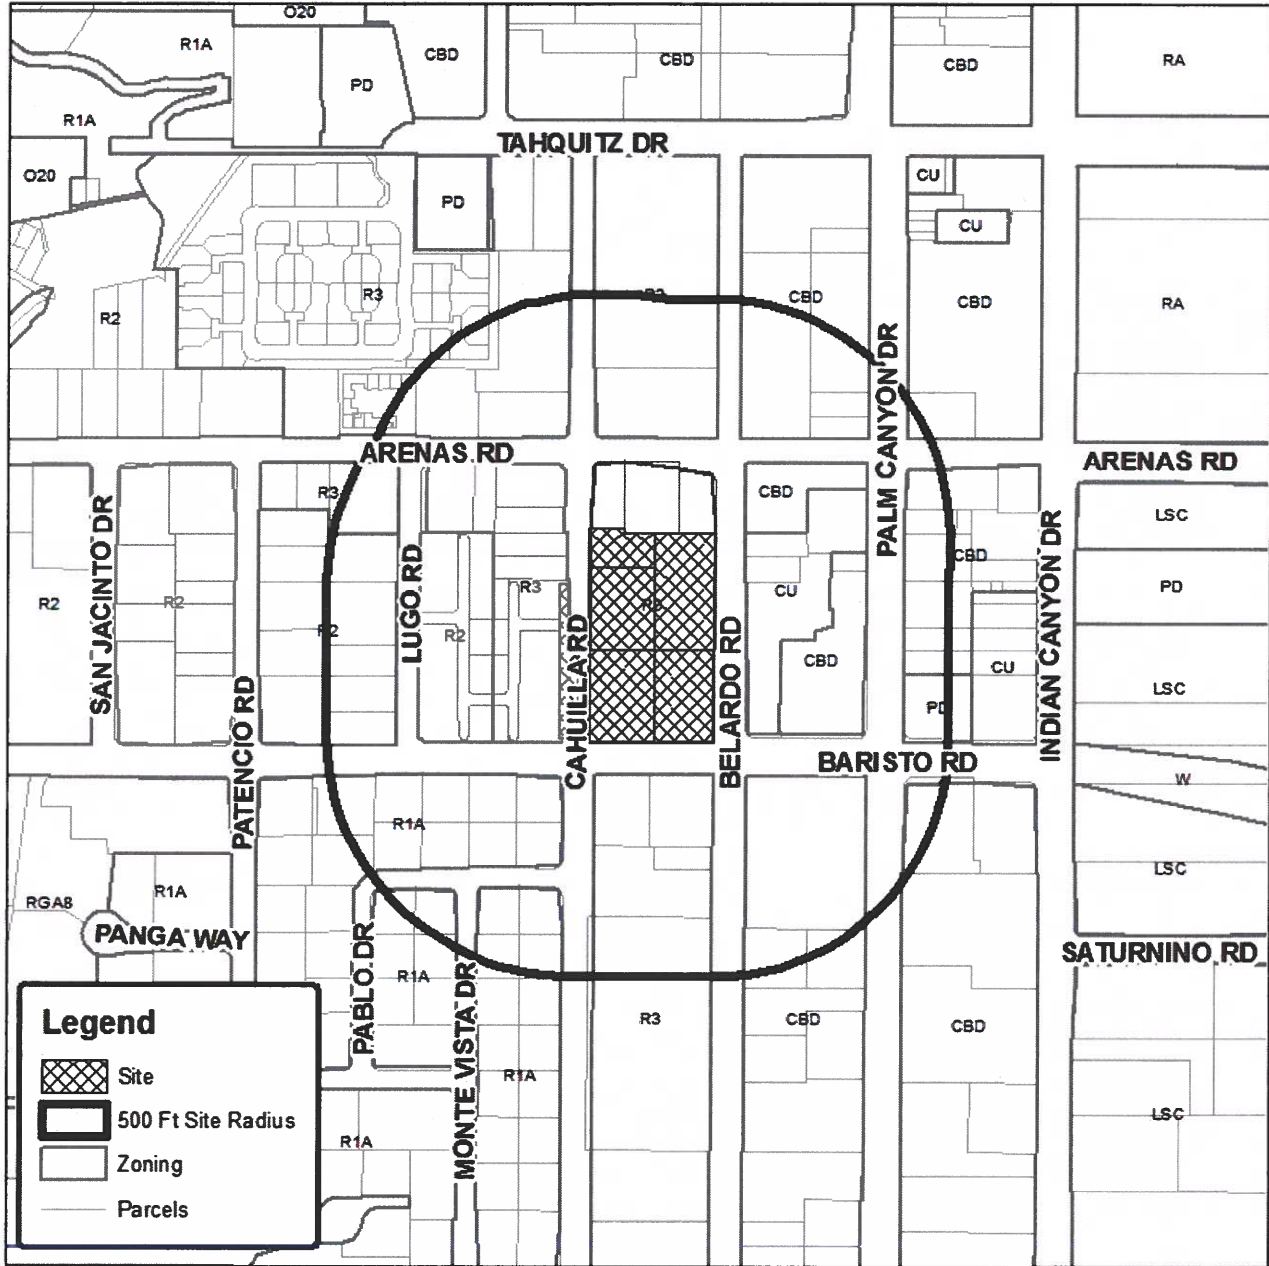 O20
R1A
CBD
CBD
CBD
RA
PD
R1A
TAHQUITZ DR
O20
CU
PD
CU
R3
R3
CBD
CBD
RA
R2
PALM CANYON DR
ARENAS RD
ARENAS RD
R3
CBD
LSC
SAN JACINTO DR
LUGO RD
INDIAN CANYON DR
CBD
R2
R2
R3
R3
CU
PD
R2
R2
CAHUILLA RD
BELARDO RD
CBD
CU
LSC
PATENCIO RD
PD
BARISTO RD
W
R1A
LSC
RGA8
R1A
PANGA WAY
PABLO DR
MONTE VISTA DR
SATURNINO RD
R1A
R3
CBD
CBD
R1A
LSC
R1A
Legend
Site
500 Ft Site Radius
Zoning
Parcels